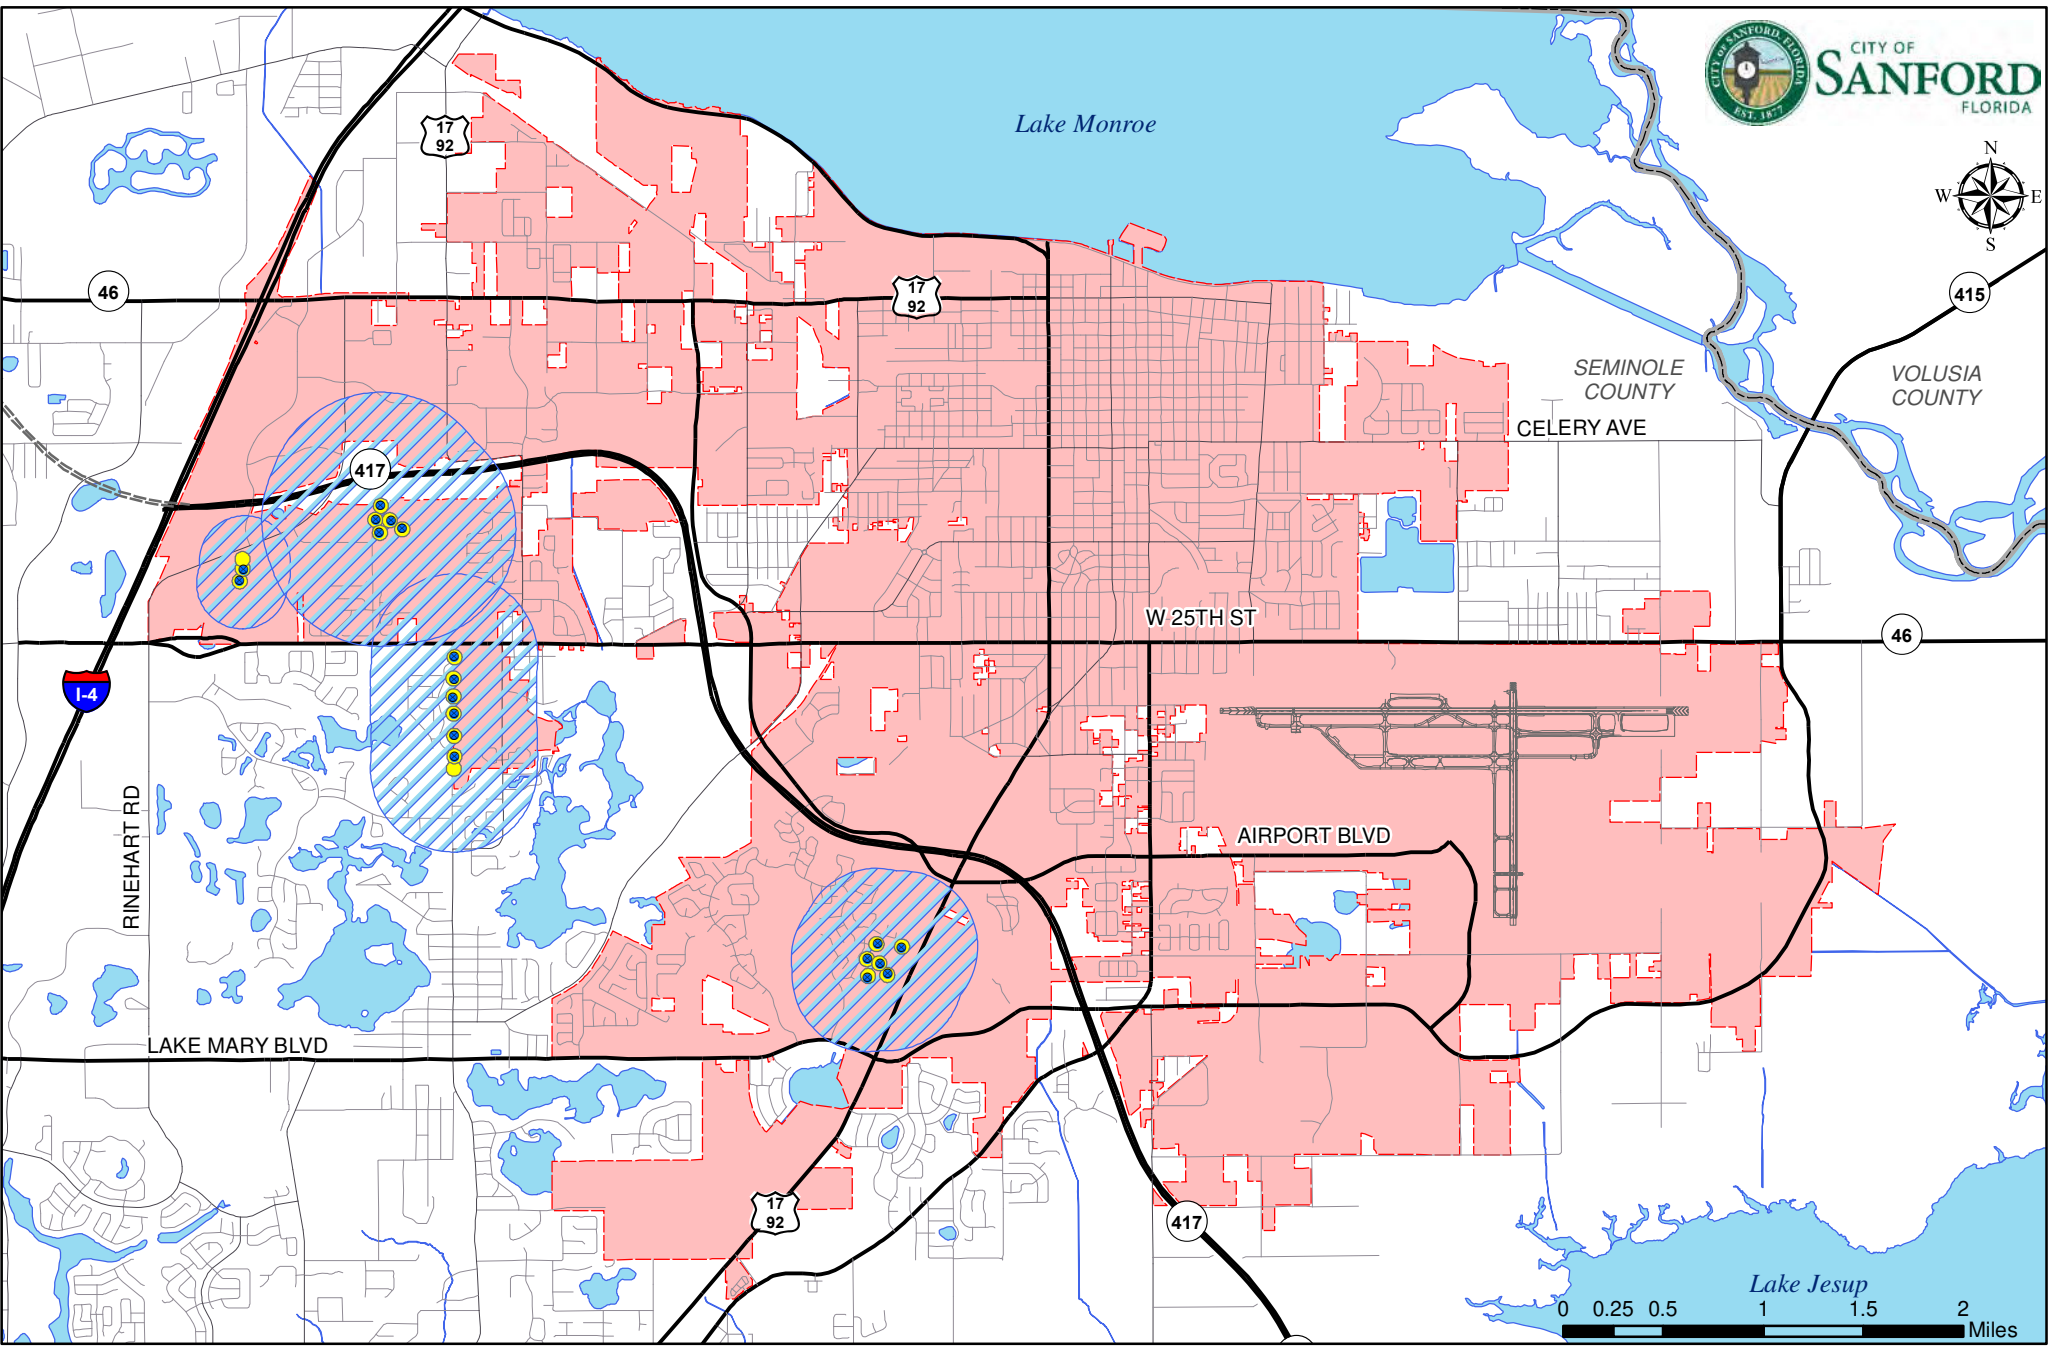 CITY OF SANFORD, FLORIDA
EST. 1877
CITY OF
SANFORD
FLORIDA
Lake Monroe
17
92
N
W
E
S
46
17
92
415
SEMINOLE
COUNTY
VOLUSIA
COUNTY
CELERY AVE
417
W 25TH ST
46
I-4
RINEHART RD
AIRPORT BLVD
LAKE MARY BLVD
17
92
417
Lake Jesup
0 0.25 0.5 1 1.5 2
Miles